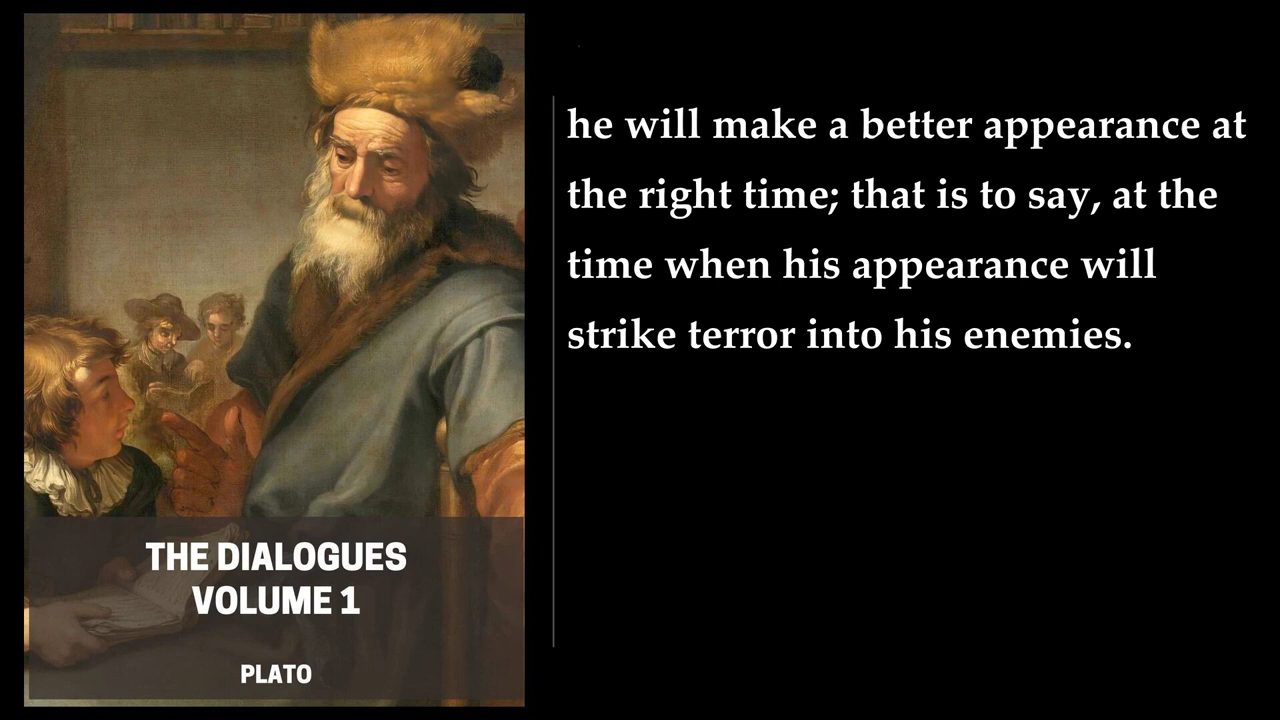 he will make a better appearance at
the right time; that is to say, at the
time when his appearance will
strike terror into his enemies.
THE DIALOGUES
VOLUME 1
PLATO